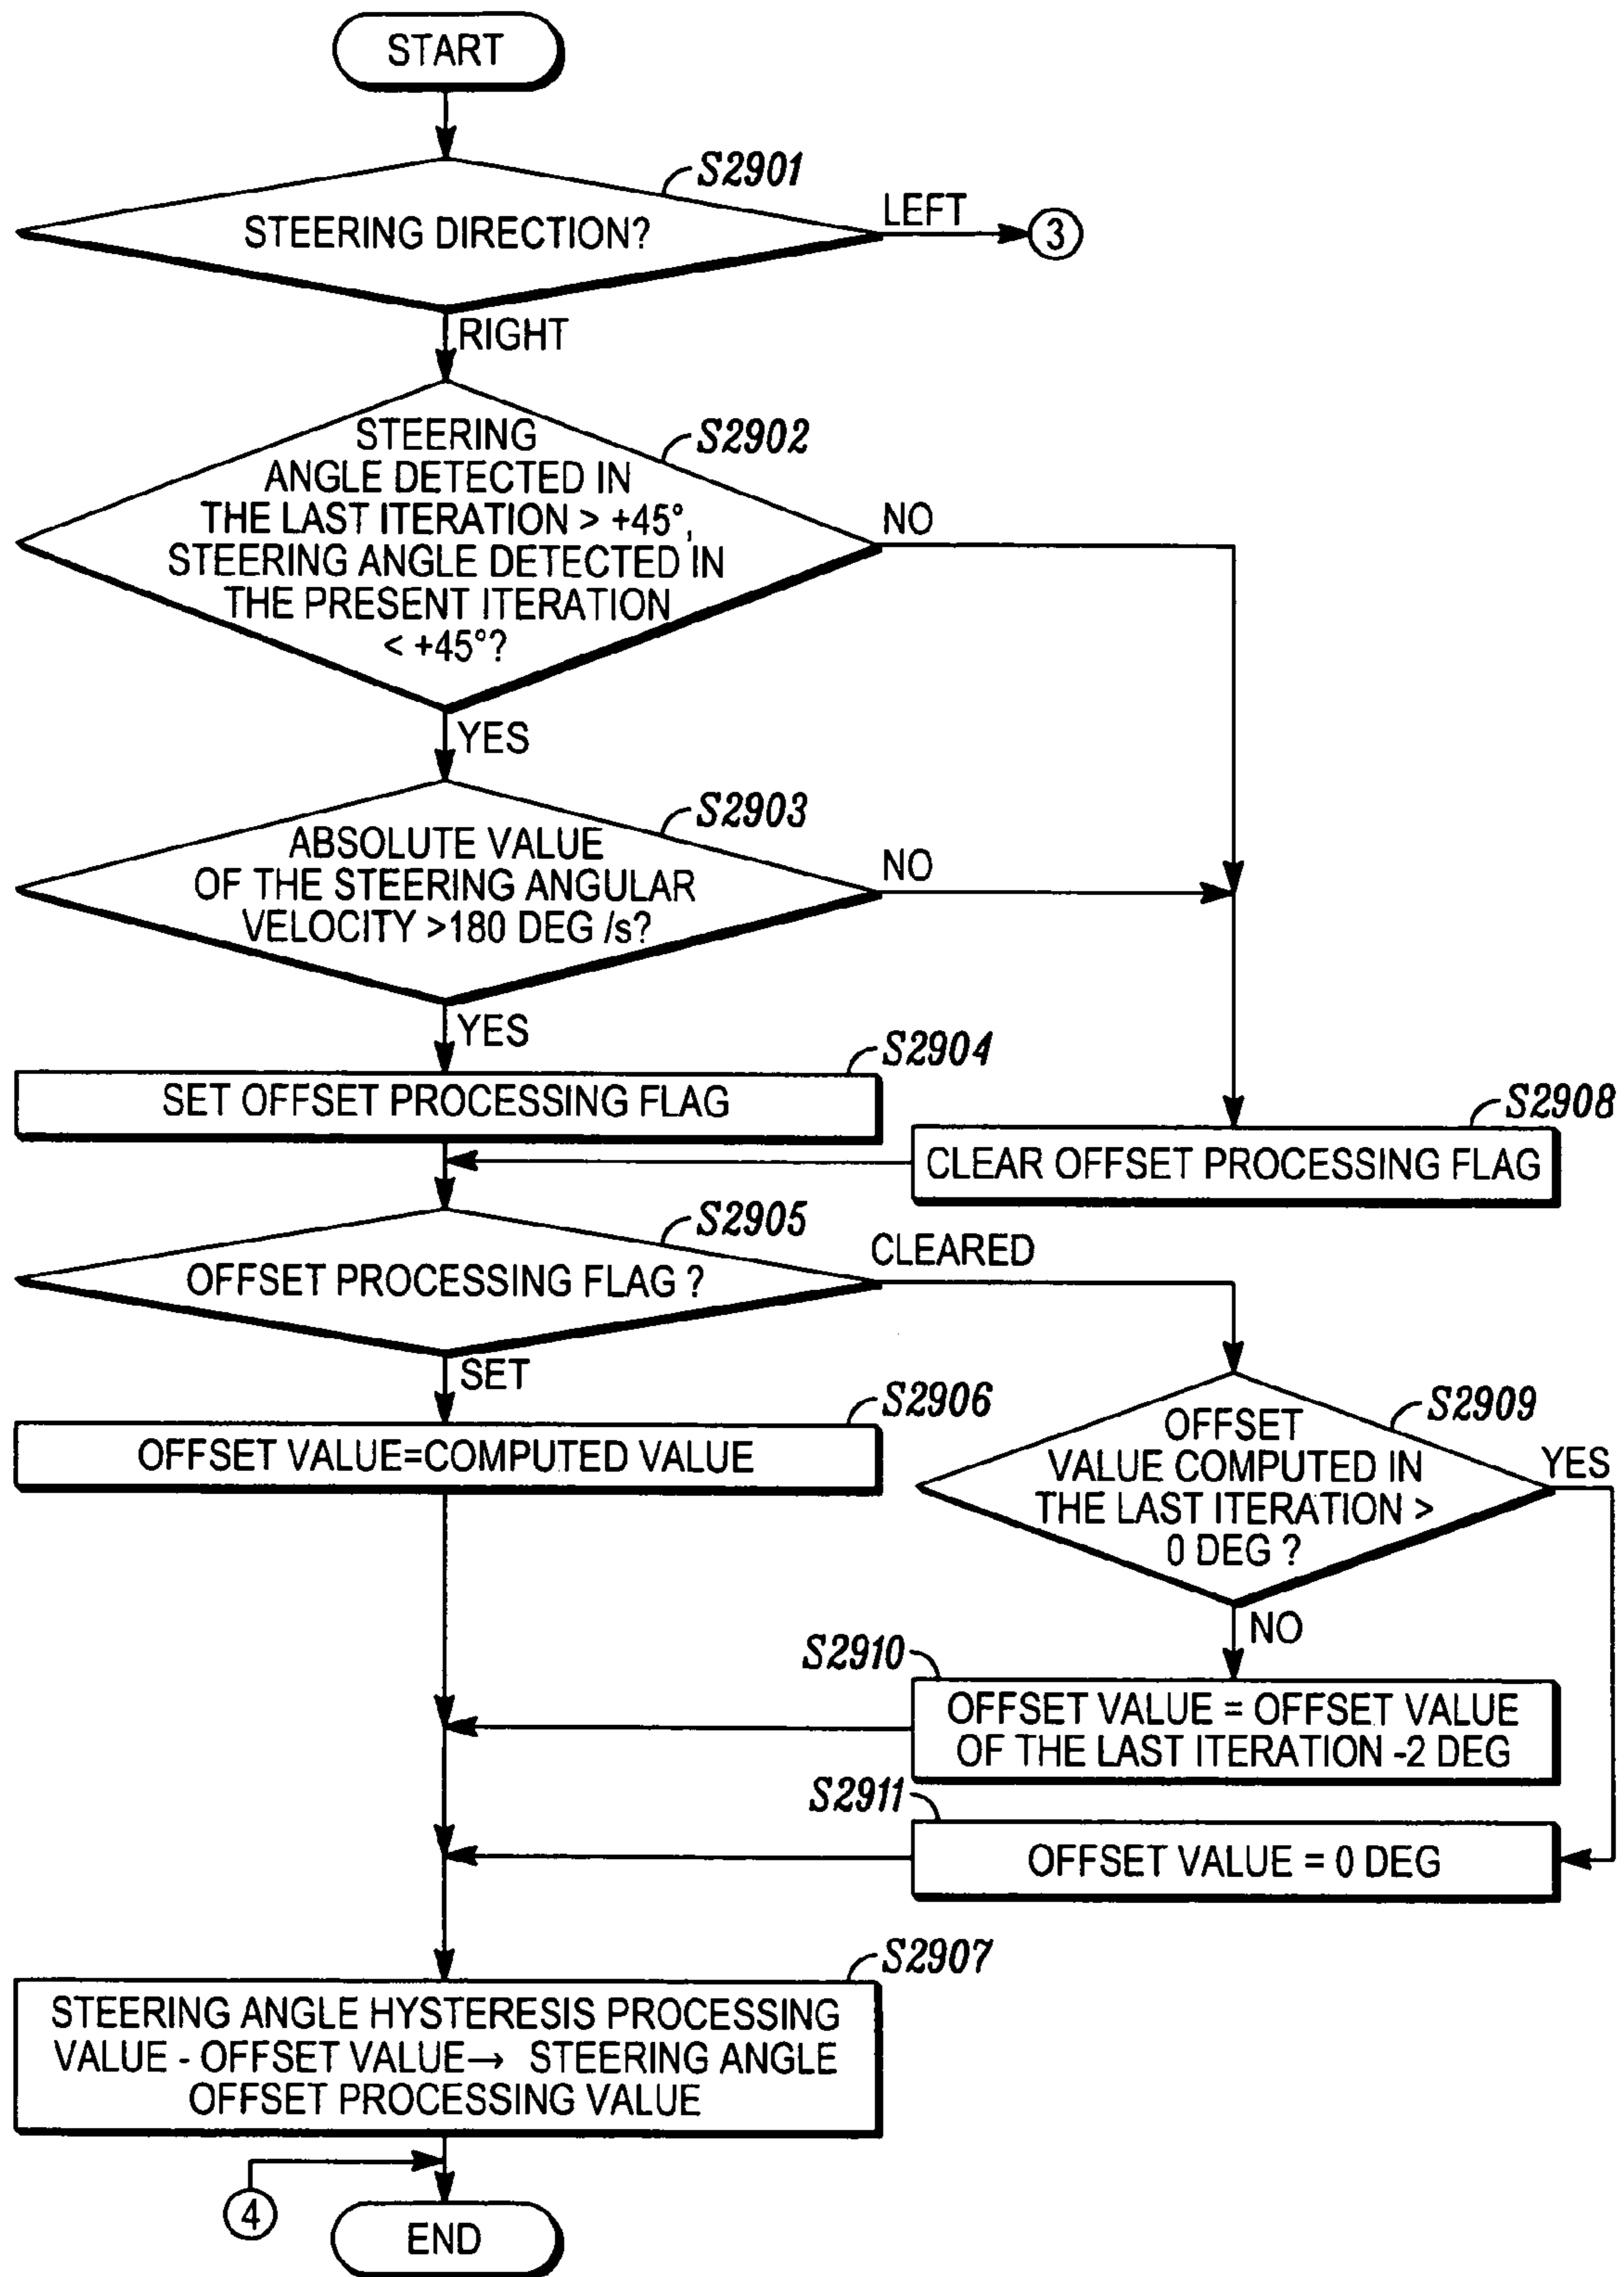 START
S2901
STEERING DIRECTION?
LEFT
3
RIGHT
S2902
STEERING
ANGLE DETECTED IN
THE LAST ITERATION > +45°,
STEERING ANGLE DETECTED IN
THE PRESENT ITERATION
< +45°?
NO
YES
S2903
ABSOLUTE VALUE
OF THE STEERING ANGULAR
VELOCITY >180 DEG /s?
NO
YES
S2904
SET OFFSET PROCESSING FLAG
S2908
CLEAR OFFSET PROCESSING FLAG
S2905
OFFSET PROCESSING FLAG ?
CLEARED
SET
S2906
OFFSET VALUE=COMPUTED VALUE
S2909
OFFSET
VALUE COMPUTED IN
THE LAST ITERATION >
0 DEG ?
YES
NO
S2910
OFFSET VALUE = OFFSET VALUE
OF THE LAST ITERATION -2 DEG
S2911
OFFSET VALUE = 0 DEG
S2907
STEERING ANGLE HYSTERESIS PROCESSING
VALUE - OFFSET VALUE→ STEERING ANGLE
OFFSET PROCESSING VALUE
4
END